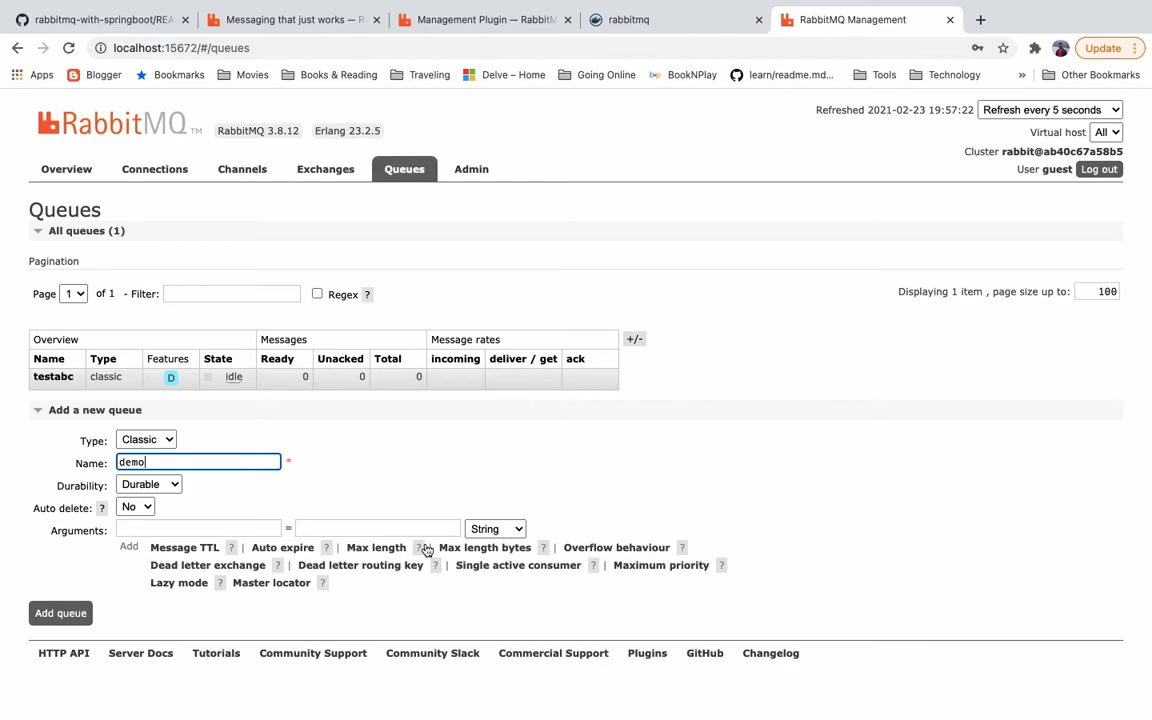 rabbitmq-with-springboot/REA
Messaging that just works — R
Management Plugin — RabbitM
rabbitmq
RabbitMQ Management
localhost:15672/#/queues
Update
Apps
Blogger
Bookmarks
Movies
Books & Reading
Traveling
Delve – Home
Going Online
BookNPlay
learn/readme.md...
Tools
Technology
»
Other Bookmarks
RabbitMQ TM
RabbitMQ 3.8.12
Erlang 23.2.5
Refreshed 2021-02-23 19:57:22 Refresh every 5 seconds
Virtual host All
Cluster rabbit@ab40c67a58b5
User guest Log out
Overview Connections Channels Exchanges Queues Admin
Queues
All queues (1)
Pagination
Page 1 of 1 - Filter: Regex ?
Displaying 1 item , page size up to: 100
Overview Messages Message rates +/-
Name Type Features State Ready Unacked Total incoming deliver / get ack
testabc classic D idle 0 0 0
Add a new queue
Type: Classic
Name: demo *
Durability: Durable
Auto delete: ? No
Arguments: = String
Add Message TTL ? | Auto expire ? | Max length ? | Max length bytes ? | Overflow behaviour ?
Dead letter exchange ? | Dead letter routing key ? | Single active consumer ? | Maximum priority ?
Lazy mode ? Master locator ?
Add queue
HTTP API Server Docs Tutorials Community Support Community Slack Commercial Support Plugins GitHub Changelog